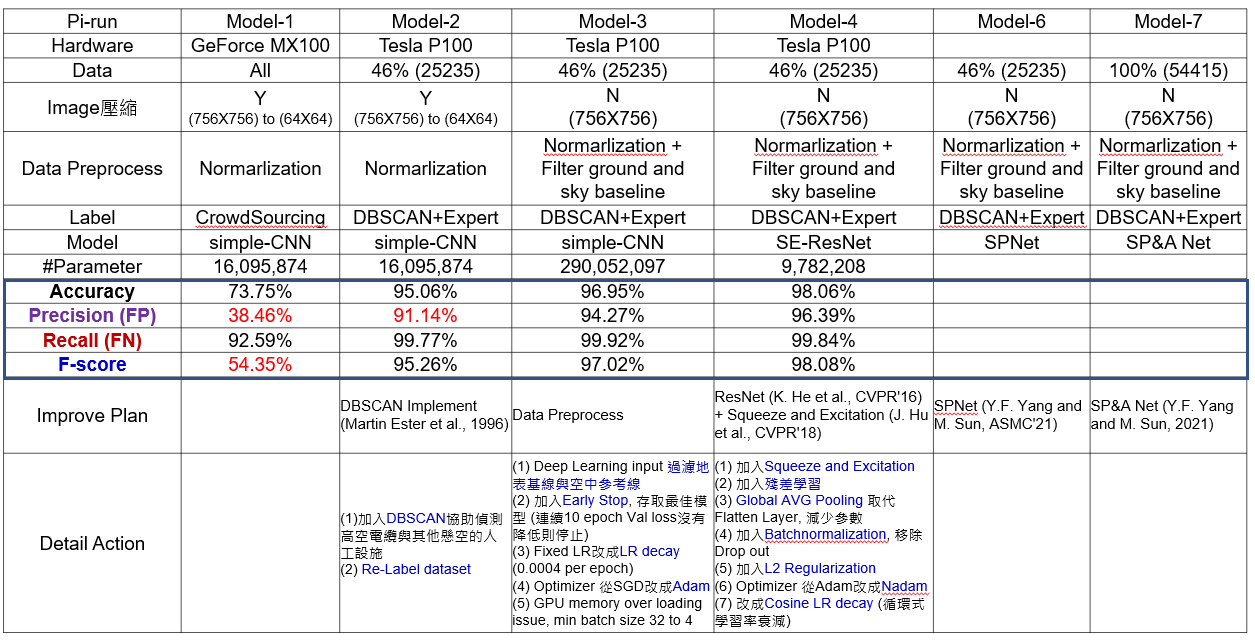 Pi-run Model-1 Model-2 Model-3 Model-4 Model-6 Model-7
Hardware GeForce MX100 Tesla P100 Tesla P100 Tesla P100
Data All 46% (25235) 46% (25235) 46% (25235) 46% (25235) 100% (54415)
Image壓縮
Y
(756X756) to (64X64)
Y
(756X756) to (64X64)
N
(756X756)
N
(756X756)
N
(756X756)
N
(756X756)
Data Preprocess
Normarlization
Normarlization
Normarlization +
Filter ground and
sky baseline
Normarlization +
Filter ground and
sky baseline
Normarlization +
Filter ground and
sky baseline
Normarlization +
Filter ground and
sky baseline
Label CrowdSourcing DBSCAN+Expert DBSCAN+Expert DBSCAN+Expert DBSCAN+Expert DBSCAN+Expert
Model simple-CNN simple-CNN simple-CNN SE-ResNet SPNet SP&A Net
#Parameter 16,095,874 16,095,874 290,052,097 9,782,208
Accuracy 73.75% 95.06% 96.95% 98.06%
Precision (FP) 38.46% 91.14% 94.27% 96.39%
Recall (FN) 92.59% 99.77% 99.92% 99.84%
F-score 54.35% 95.26% 97.02% 98.08%
Improve Plan
DBSCAN Implement
(Martin Ester et al., 1996)
Data Preprocess
ResNet (K. He et al., CVPR'16)
+ Squeeze and Excitation (J. Hu
et al., CVPR'18)
SPNet (Y.F. Yang and
M. Sun, ASMC'21)
SP&A Net (Y.F. Yang
and M. Sun, 2021)
Detail Action
(1)加入DBSCAN協助偵測
高空電纜與其他懸空的人
工設施
(2) Re-Label dataset
(1) Deep Learning input 過濾地
表基線與空中參考線
(2) 加入Early Stop, 存取最佳模
型 (連續10 epoch Val loss沒有
降低則停止)
(3) Fixed LR改成LR decay
(0.0004 per epoch)
(4) Optimizer 從SGD改成Adam
(5) GPU memory over loading
issue, min batch size 32 to 4
(1) 加入Squeeze and Excitation
(2) 加入殘差學習
(3) Global AVG Pooling 取代
Flatten Layer, 減少參數
(4) 加入Batchnormalization, 移除
Drop out
(5) 加入L2 Regularization
(6) Optimizer 從Adam改成Nadam
(7) 改成Cosine LR decay (循環式
學習率衰減)